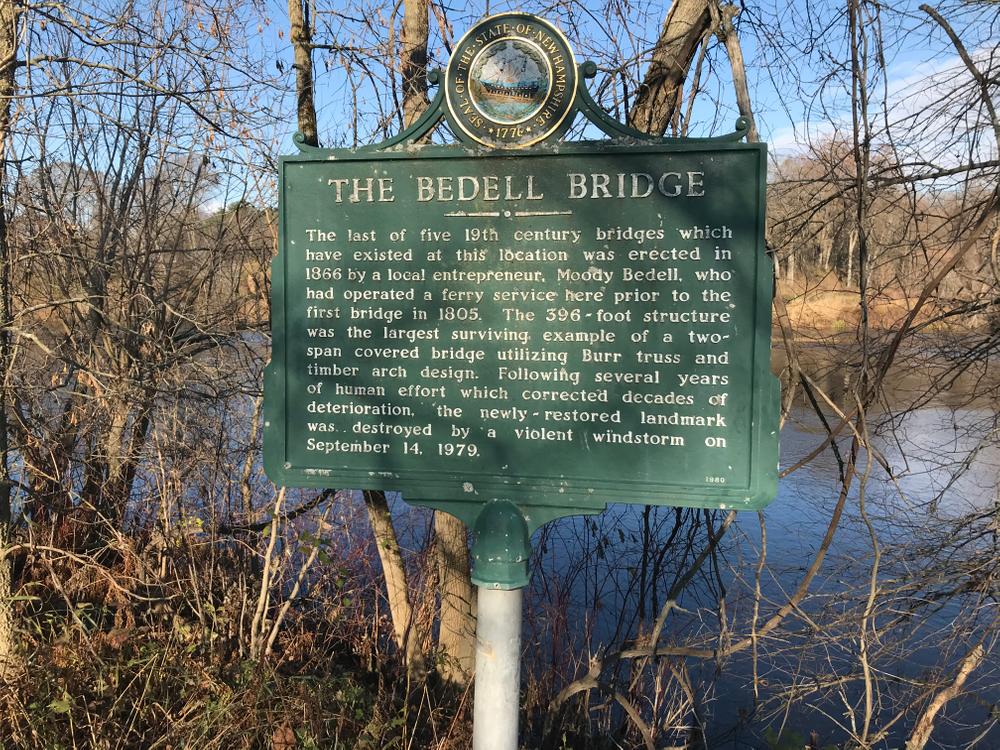 SEAL·OF·THE·STATE·OF·NEW HAMPSHIRE
·1776·
THE BEDELL BRIDGE
The last of five 19th century bridges which
have existed at this location was erected in
1866 by a local entrepreneur, Moody Bedell, who
had operated a ferry service here prior to the
first bridge in 1805. The 396-foot structure
was the largest surviving example of a two-
span covered bridge utilizing Burr truss and
timber arch design. Following several years
of human effort which corrected decades of
deterioration, the newly-restored landmark
was destroyed by a violent windstorm on
September 14, 1979.
1980